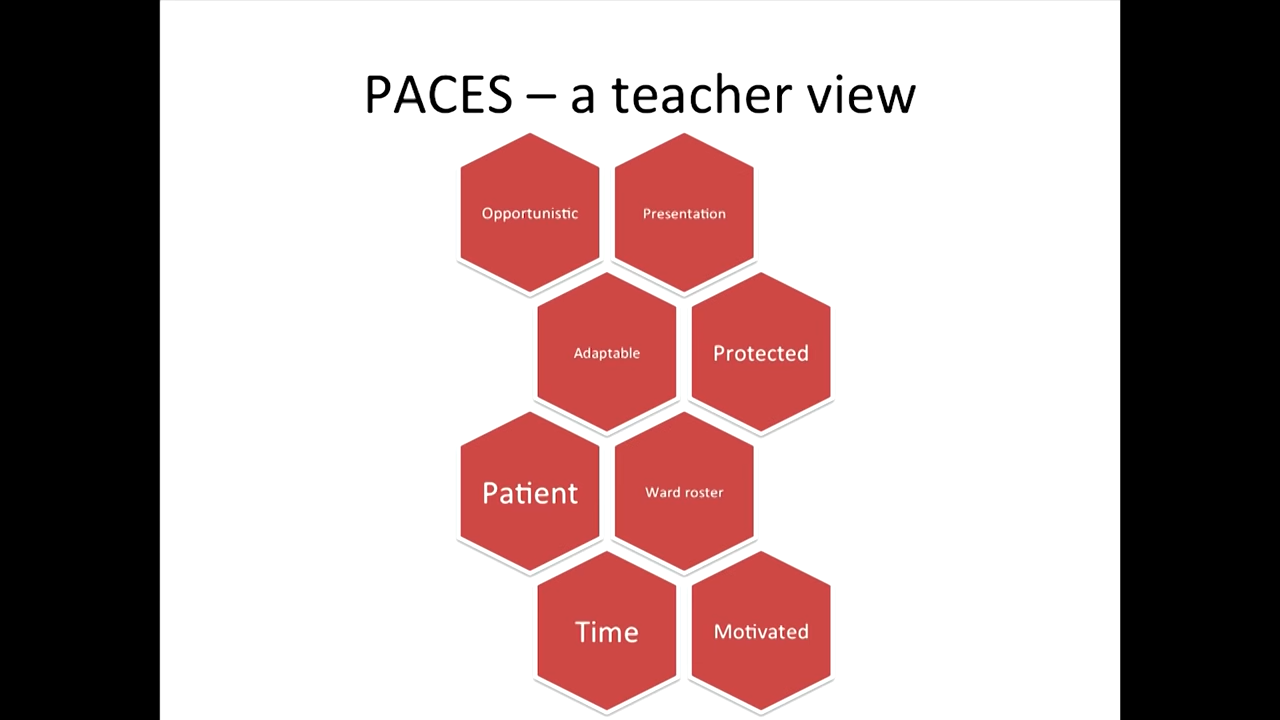 PACES – a teacher view
Opportunistic
Presentation
Adaptable
Protected
Patient
Ward roster
Time
Motivated